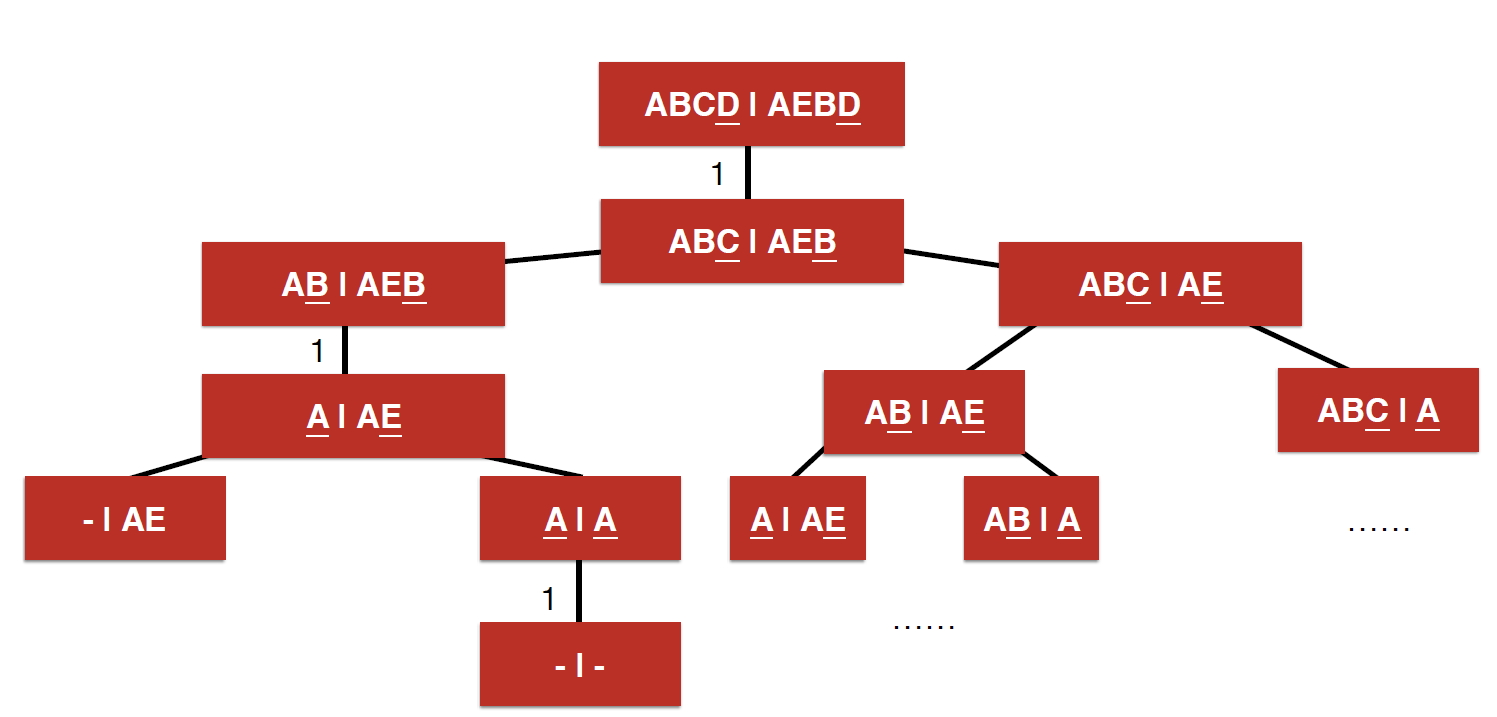 ABCD | AEBD
1
ABC | AEB
AB | AEB
ABC | AE
1
A | AE
AB | AE
ABC | A
- | AE
A | A
A | AE
AB | A
......
1
......
- | -